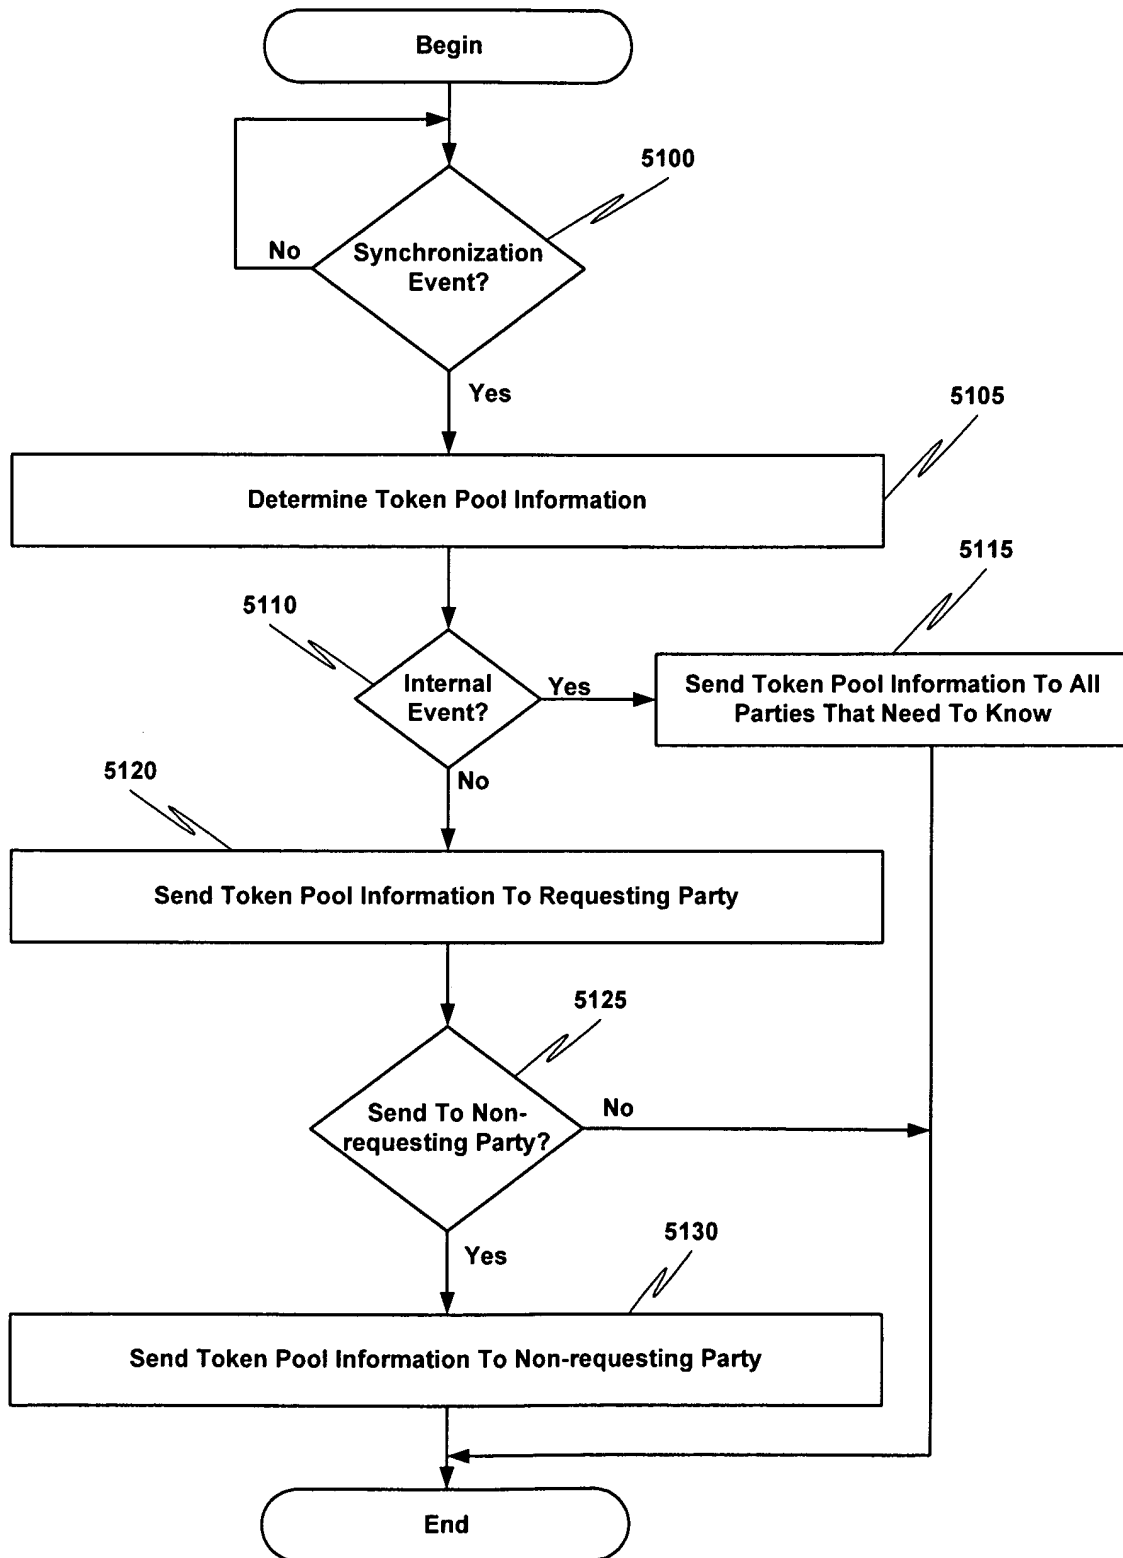 Begin
5100
No
Synchronization
Event?
Yes
5105
Determine Token Pool Information
5115
5110
Internal
Event?
Yes
Send Token Pool Information To All
Parties That Need To Know
No
5120
Send Token Pool Information To Requesting Party
5125
Send To Non-
requesting Party?
No
Yes
5130
Send Token Pool Information To Non-requesting Party
End